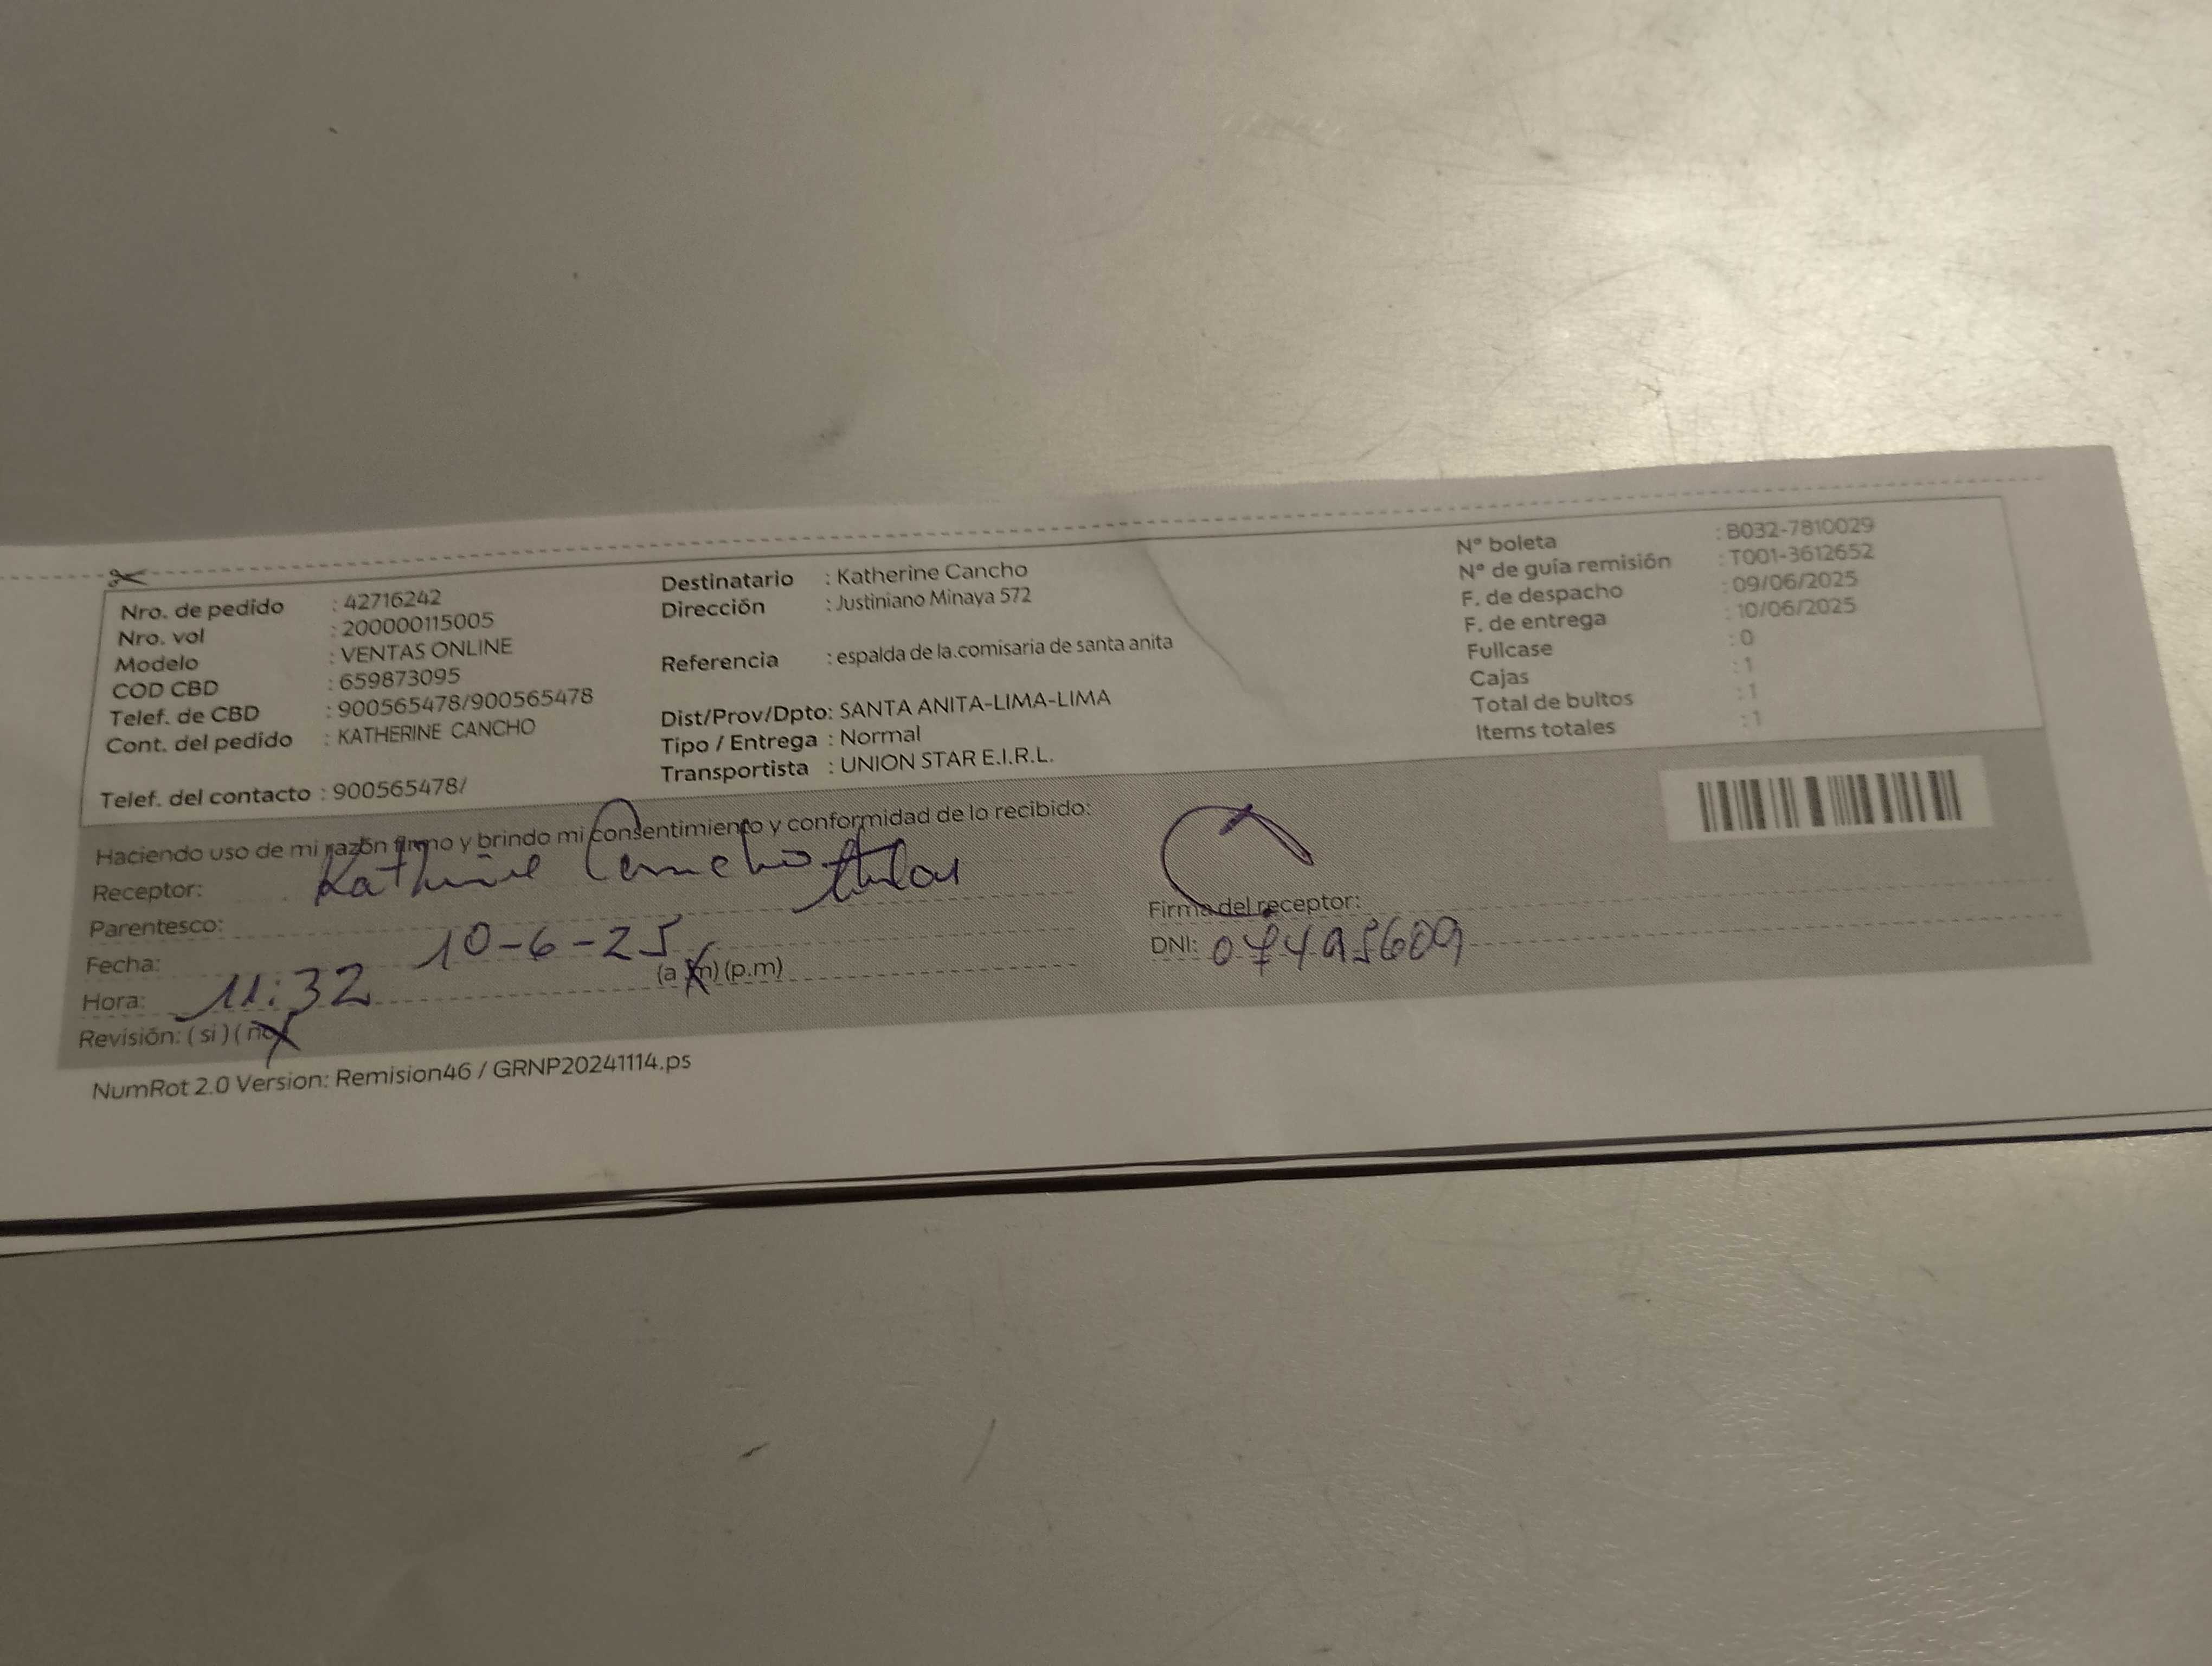 Nro. de pedido : 42716242
Nro. vol : 200000115005
Modelo : VENTAS ONLINE
COD CBD : 659873095
Telef. de CBD : 900565478/900565478
Cont. del pedido : KATHERINE CANCHO
Telef. del contacto : 900565478/
Destinatario : Katherine Cancho
Dirección : Justiniano Minaya 572
Referencia : espalda de la.comisaria de santa anita
Dist/Prov/Dpto: SANTA ANITA-LIMA-LIMA
Tipo / Entrega : Normal
Transportista : UNION STAR E.I.R.L.
N° boleta : B032-7810029
N° de guía remisión : T001-3612652
F. de despacho : 09/06/2025
F. de entrega : 10/06/2025
Fullcase : 0
Cajas : 1
Total de bultos : 1
Items totales : 1
Haciendo uso de mi razón firmo y brindo mi consentimiento y conformidad de lo recibido:
Receptor: Katherine Cancho
Parentesco:
Fecha: 10-6-25
Hora: 11:32 (a.m) (p.m)
Revisión: ( si ) ( no )
Firma del receptor:
DNI: 07495609
NumRot 2.0 Version: Remision46 / GRNP20241114.ps